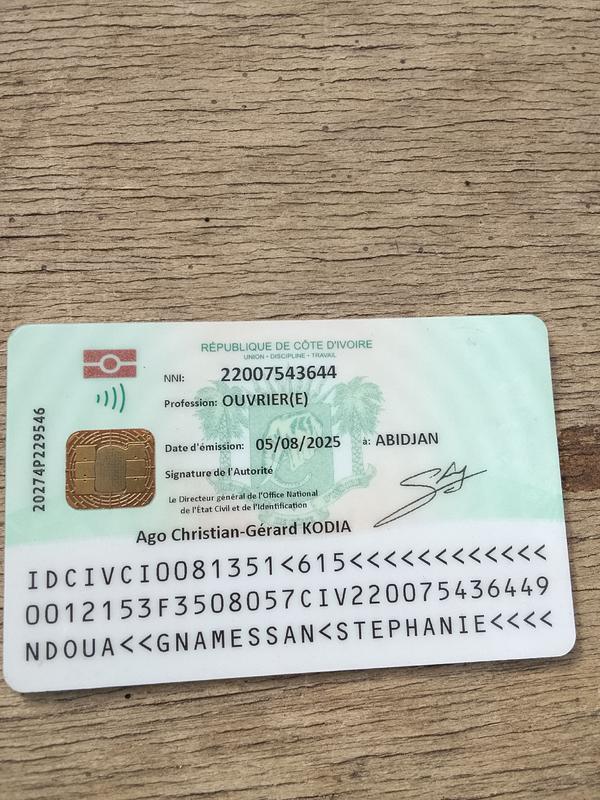 RÉPUBLIQUE DE CÔTE D'IVOIRE
UNION • DISCIPLINE • TRAVAIL
NNI: 22007543644
Profession: OUVRIER(E)
20274P229546
Date d'émission: 05/08/2025 à: ABIDJAN
Signature de l'Autorité
Le Directeur général de l'Office National
de l'État Civil et de l'Identification
Ago Christian-Gérard KODIA
IDCIVCI0081351<615<<<<<<<<<<<<
0012153F3508057CIV220075436449
NDOUA<<GNAMESSAN<STEPHANIE<<<<